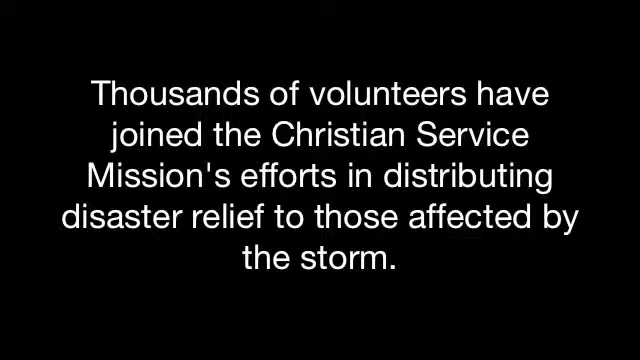 Thousands of volunteers have
joined the Christian Service
Mission's efforts in distributing
disaster relief to those affected by
the storm.